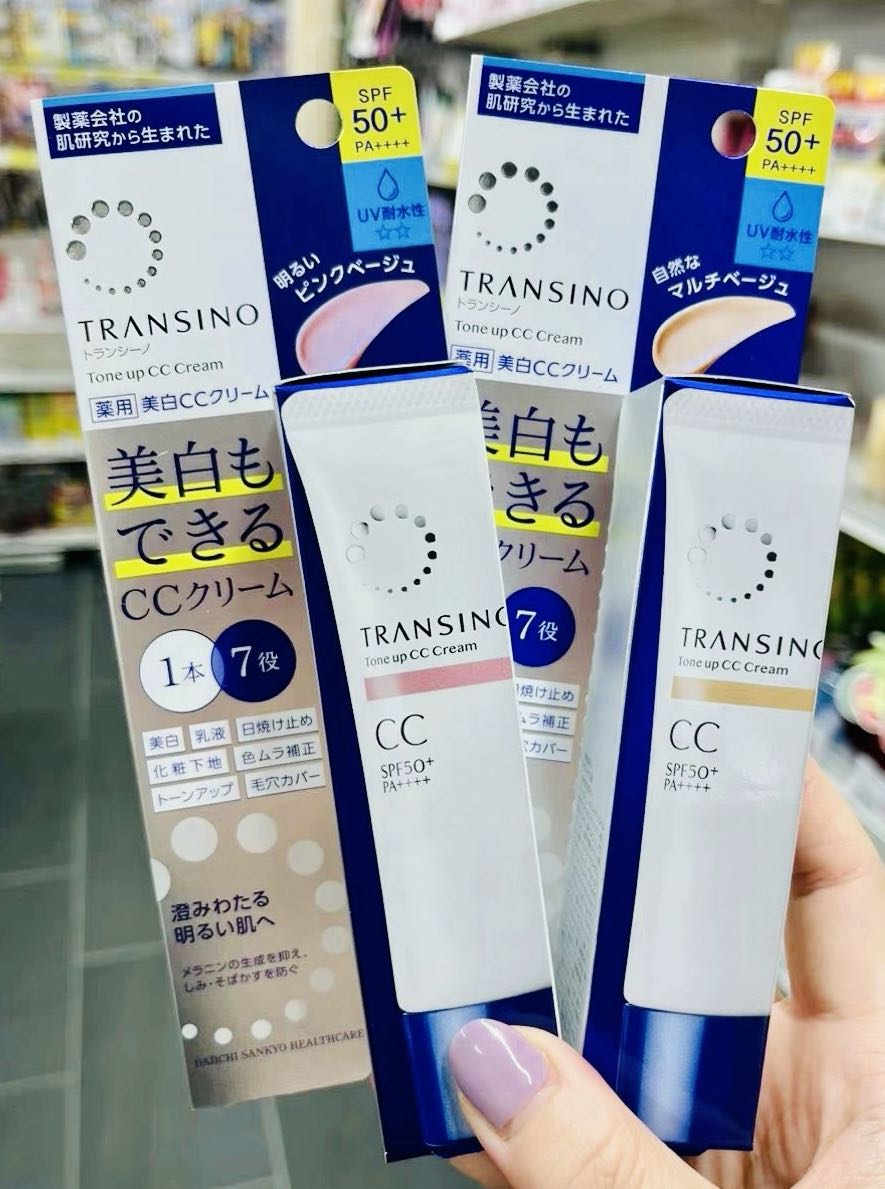 製薬会社の
肌研究から生まれた
SPF
50+
PA++++
UV耐水性
☆☆
明るい
ピンクベージュ
TRANSINO
トランシーノ
Tone up CC Cream
薬用 美白CCクリーム
美白も
できる
CCクリーム
1本 7役
美白 乳液 日焼け止め
化粧下地 色ムラ補正
トーンアップ 毛穴カバー
澄みわたる
明るい肌へ
メラニンの生成を抑え、
しみ・そばかすを防ぐ
DAIICHI SANKYO HEALTHCARE
TRANSINO
Tone up CC Cream
CC
SPF50+
PA++++
製薬会社の
肌研究から生まれた
SPF
50+
PA++++
UV耐水性
☆☆
自然な
マルチベージュ
TRANSINO
トランシーノ
Tone up CC Cream
薬用 美白CCクリーム
美白も
きる
クリーム
7役
日焼け止め
ムラ補正
穴カバー
TRANSINO
Tone up CC Cream
CC
SPF50+
PA++++